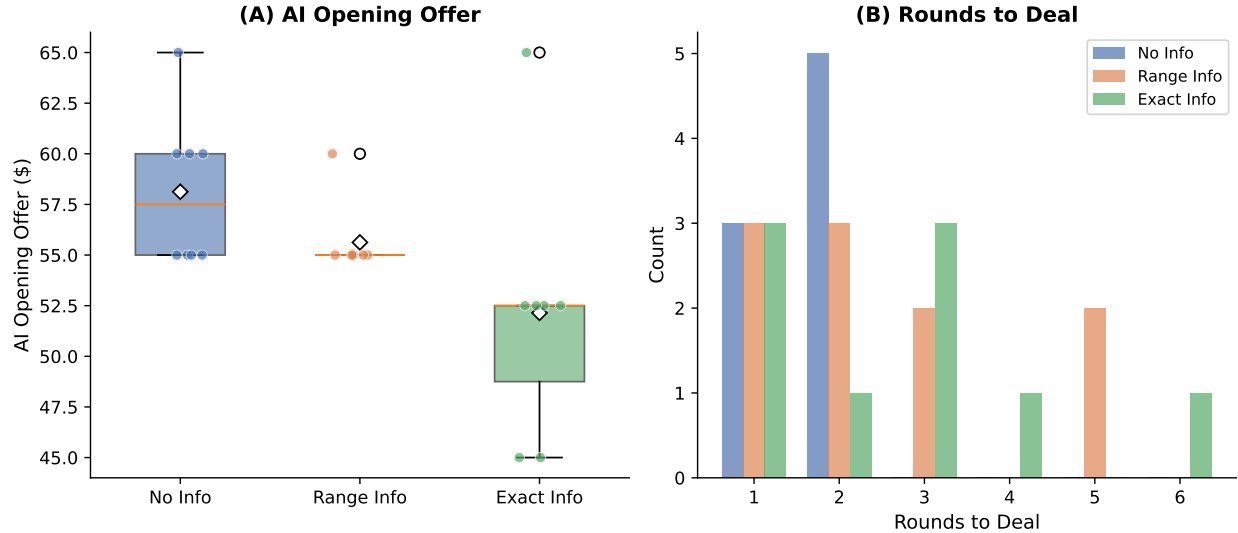 (A) AI Opening Offer
AI Opening Offer ($)
65.0
62.5
60.0
57.5
55.0
52.5
50.0
47.5
45.0
No Info
Range Info
Exact Info
(B) Rounds to Deal
Count
5
4
3
2
1
0
1
2
3
4
5
6
Rounds to Deal
No Info
Range Info
Exact Info